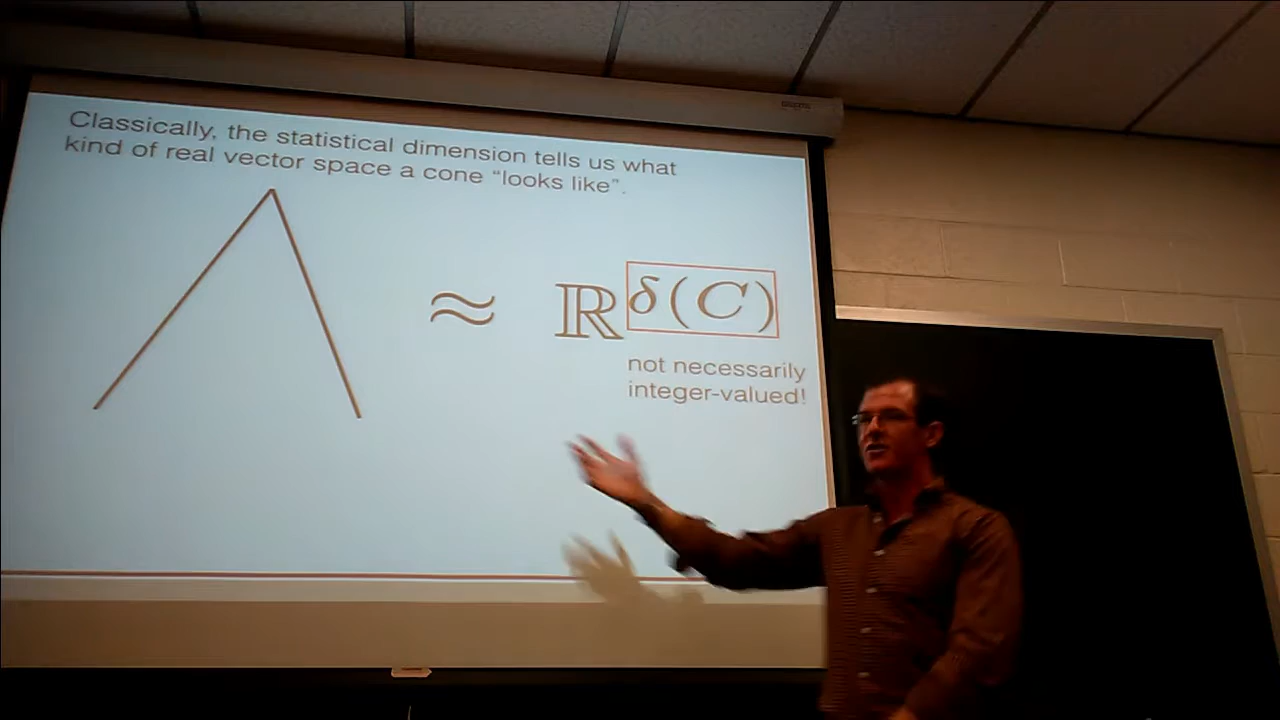 Classically, the statistical dimension tells us what
kind of real vector space a cone “looks like”.
≈ ℝ^δ(C)
not necessarily
integer-valued!